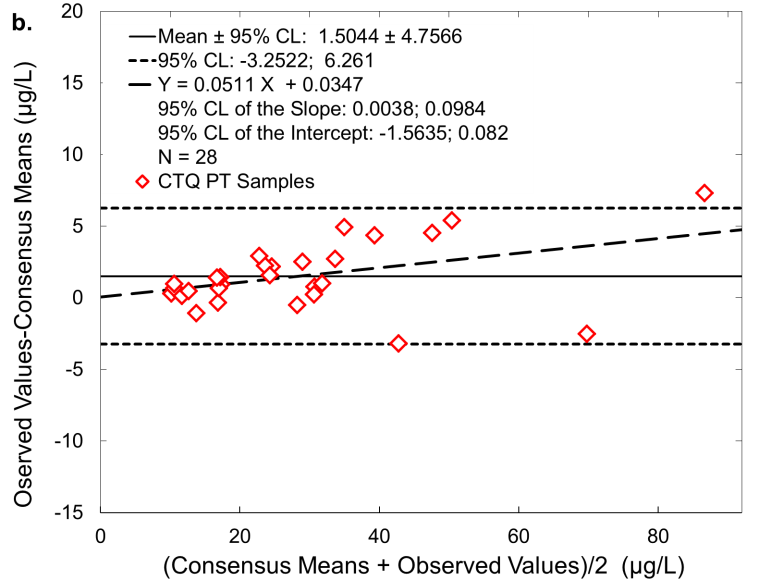 b.
Mean ± 95% CL: 1.5044 ± 4.7566
95% CL: -3.2522; 6.261
Y = 0.0511 X + 0.0347
95% CL of the Slope: 0.0038; 0.0984
95% CL of the Intercept: -1.5635; 0.082
N = 28
CTQ PT Samples
Oserved Values-Consensus Means (µg/L)
20
15
10
5
0
-5
-10
-15
0 20 40 60 80
(Consensus Means + Observed Values)/2 (µg/L)